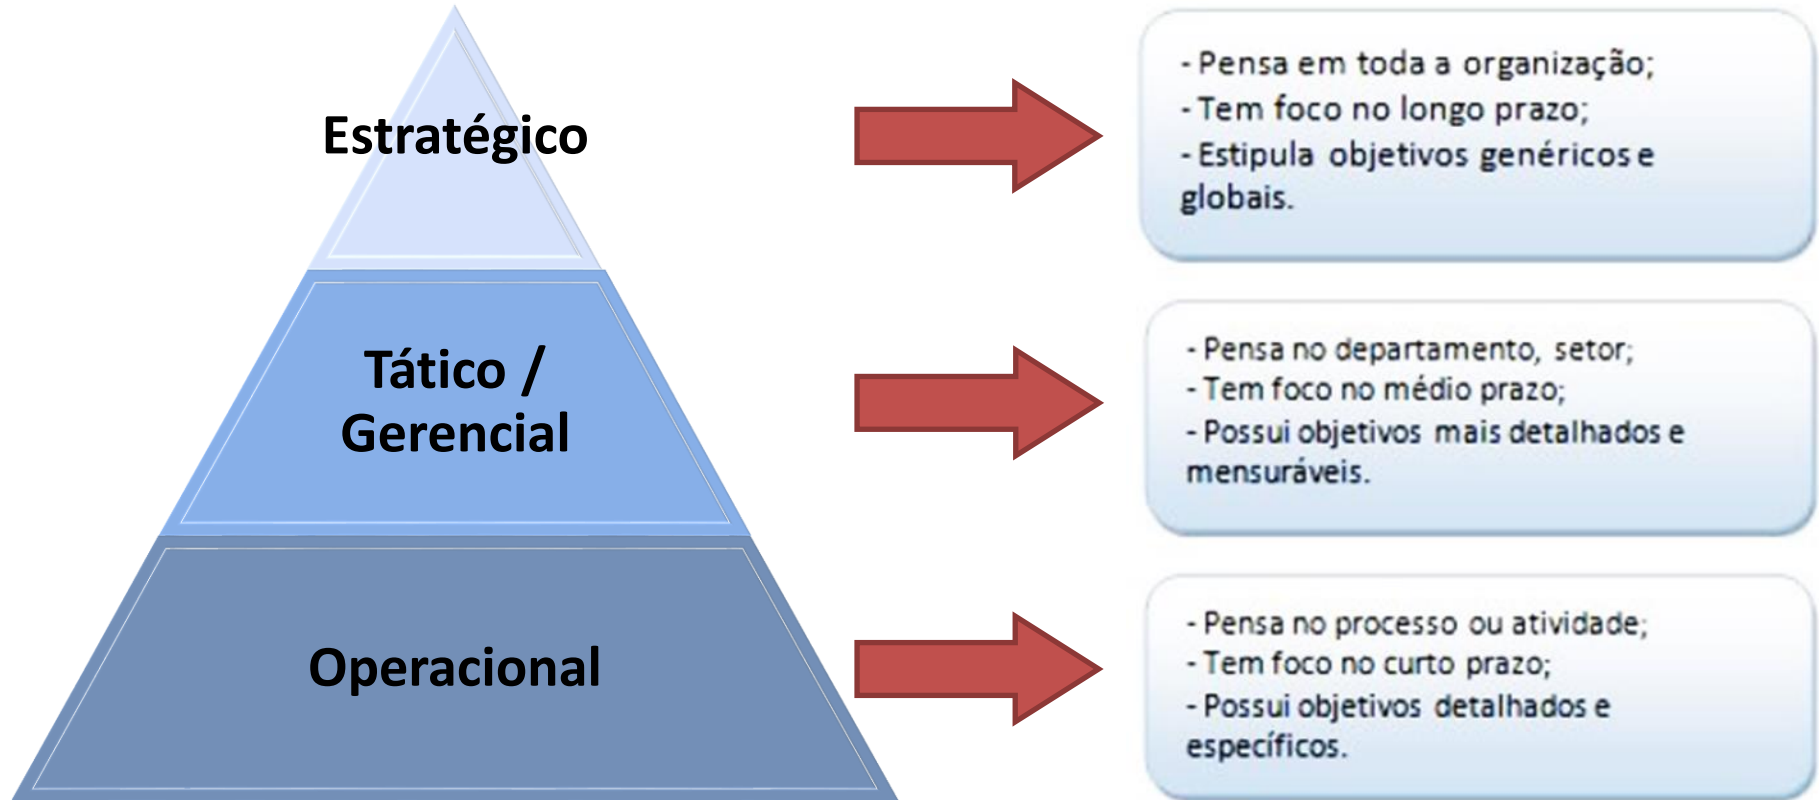 Estratégico
- Pensa em toda a organização;
- Tem foco no longo prazo;
- Estipula objetivos genéricos e
globais.
Tático /
Gerencial
- Pensa no departamento, setor;
- Tem foco no médio prazo;
- Possui objetivos mais detalhados e
mensuráveis.
Operacional
- Pensa no processo ou atividade;
- Tem foco no curto prazo;
- Possui objetivos detalhados e
específicos.